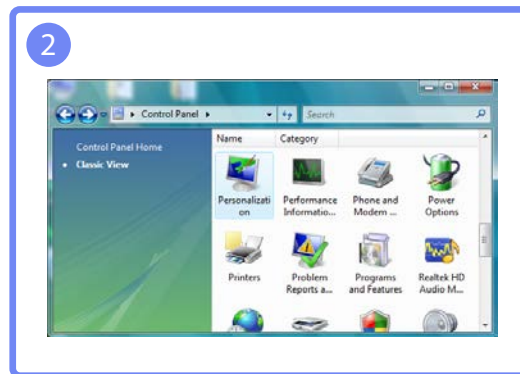 2
Control Panel
Search
Control Panel Home
Classic View
Name Category
Personalizati
on
Performance
Informatio...
Phone and
Modem ...
Power
Options
Printers
Problem
Reports a...
Programs
and Features
Realtek HD
Audio M...